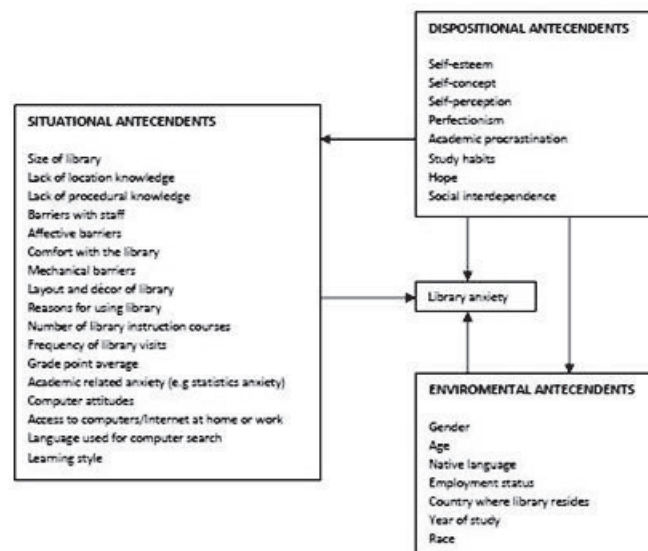 DISPOSITIONAL ANTECENDENTS
Self-esteem
Self-concept
Self-perception
Perfectionism
Academic procrastination
Study habits
Hope
Social interdependence
SITUATIONAL ANTECENDENTS
Size of library
Lack of location knowledge
Lack of procedural knowledge
Barriers with staff
Affective barriers
Comfort with the library
Mechanical barriers
Layout and décor of library
Reasons for using library
Number of library instruction courses
Frequency of library visits
Grade point average
Academic related anxiety (e.g statistics anxiety)
Computer attitudes
Access to computers/Internet at home or work
Language used for computer search
Learning style
Library anxiety
ENVIROMENTAL ANTECENDENTS
Gender
Age
Native language
Employment status
Country where library resides
Year of study
Race